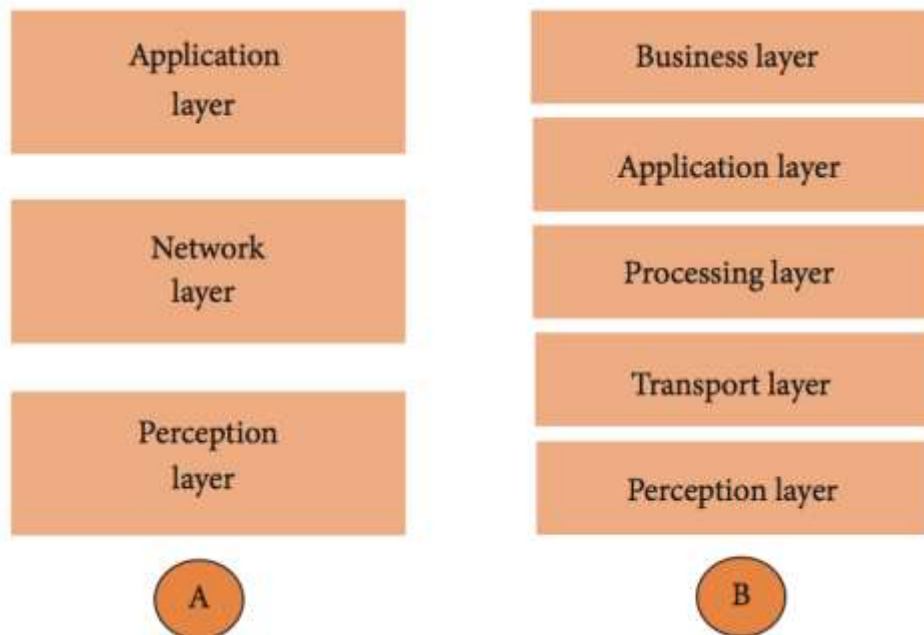 Application
layer
Network
layer
Perception
layer
A
Business layer
Application layer
Processing layer
Transport layer
Perception layer
B